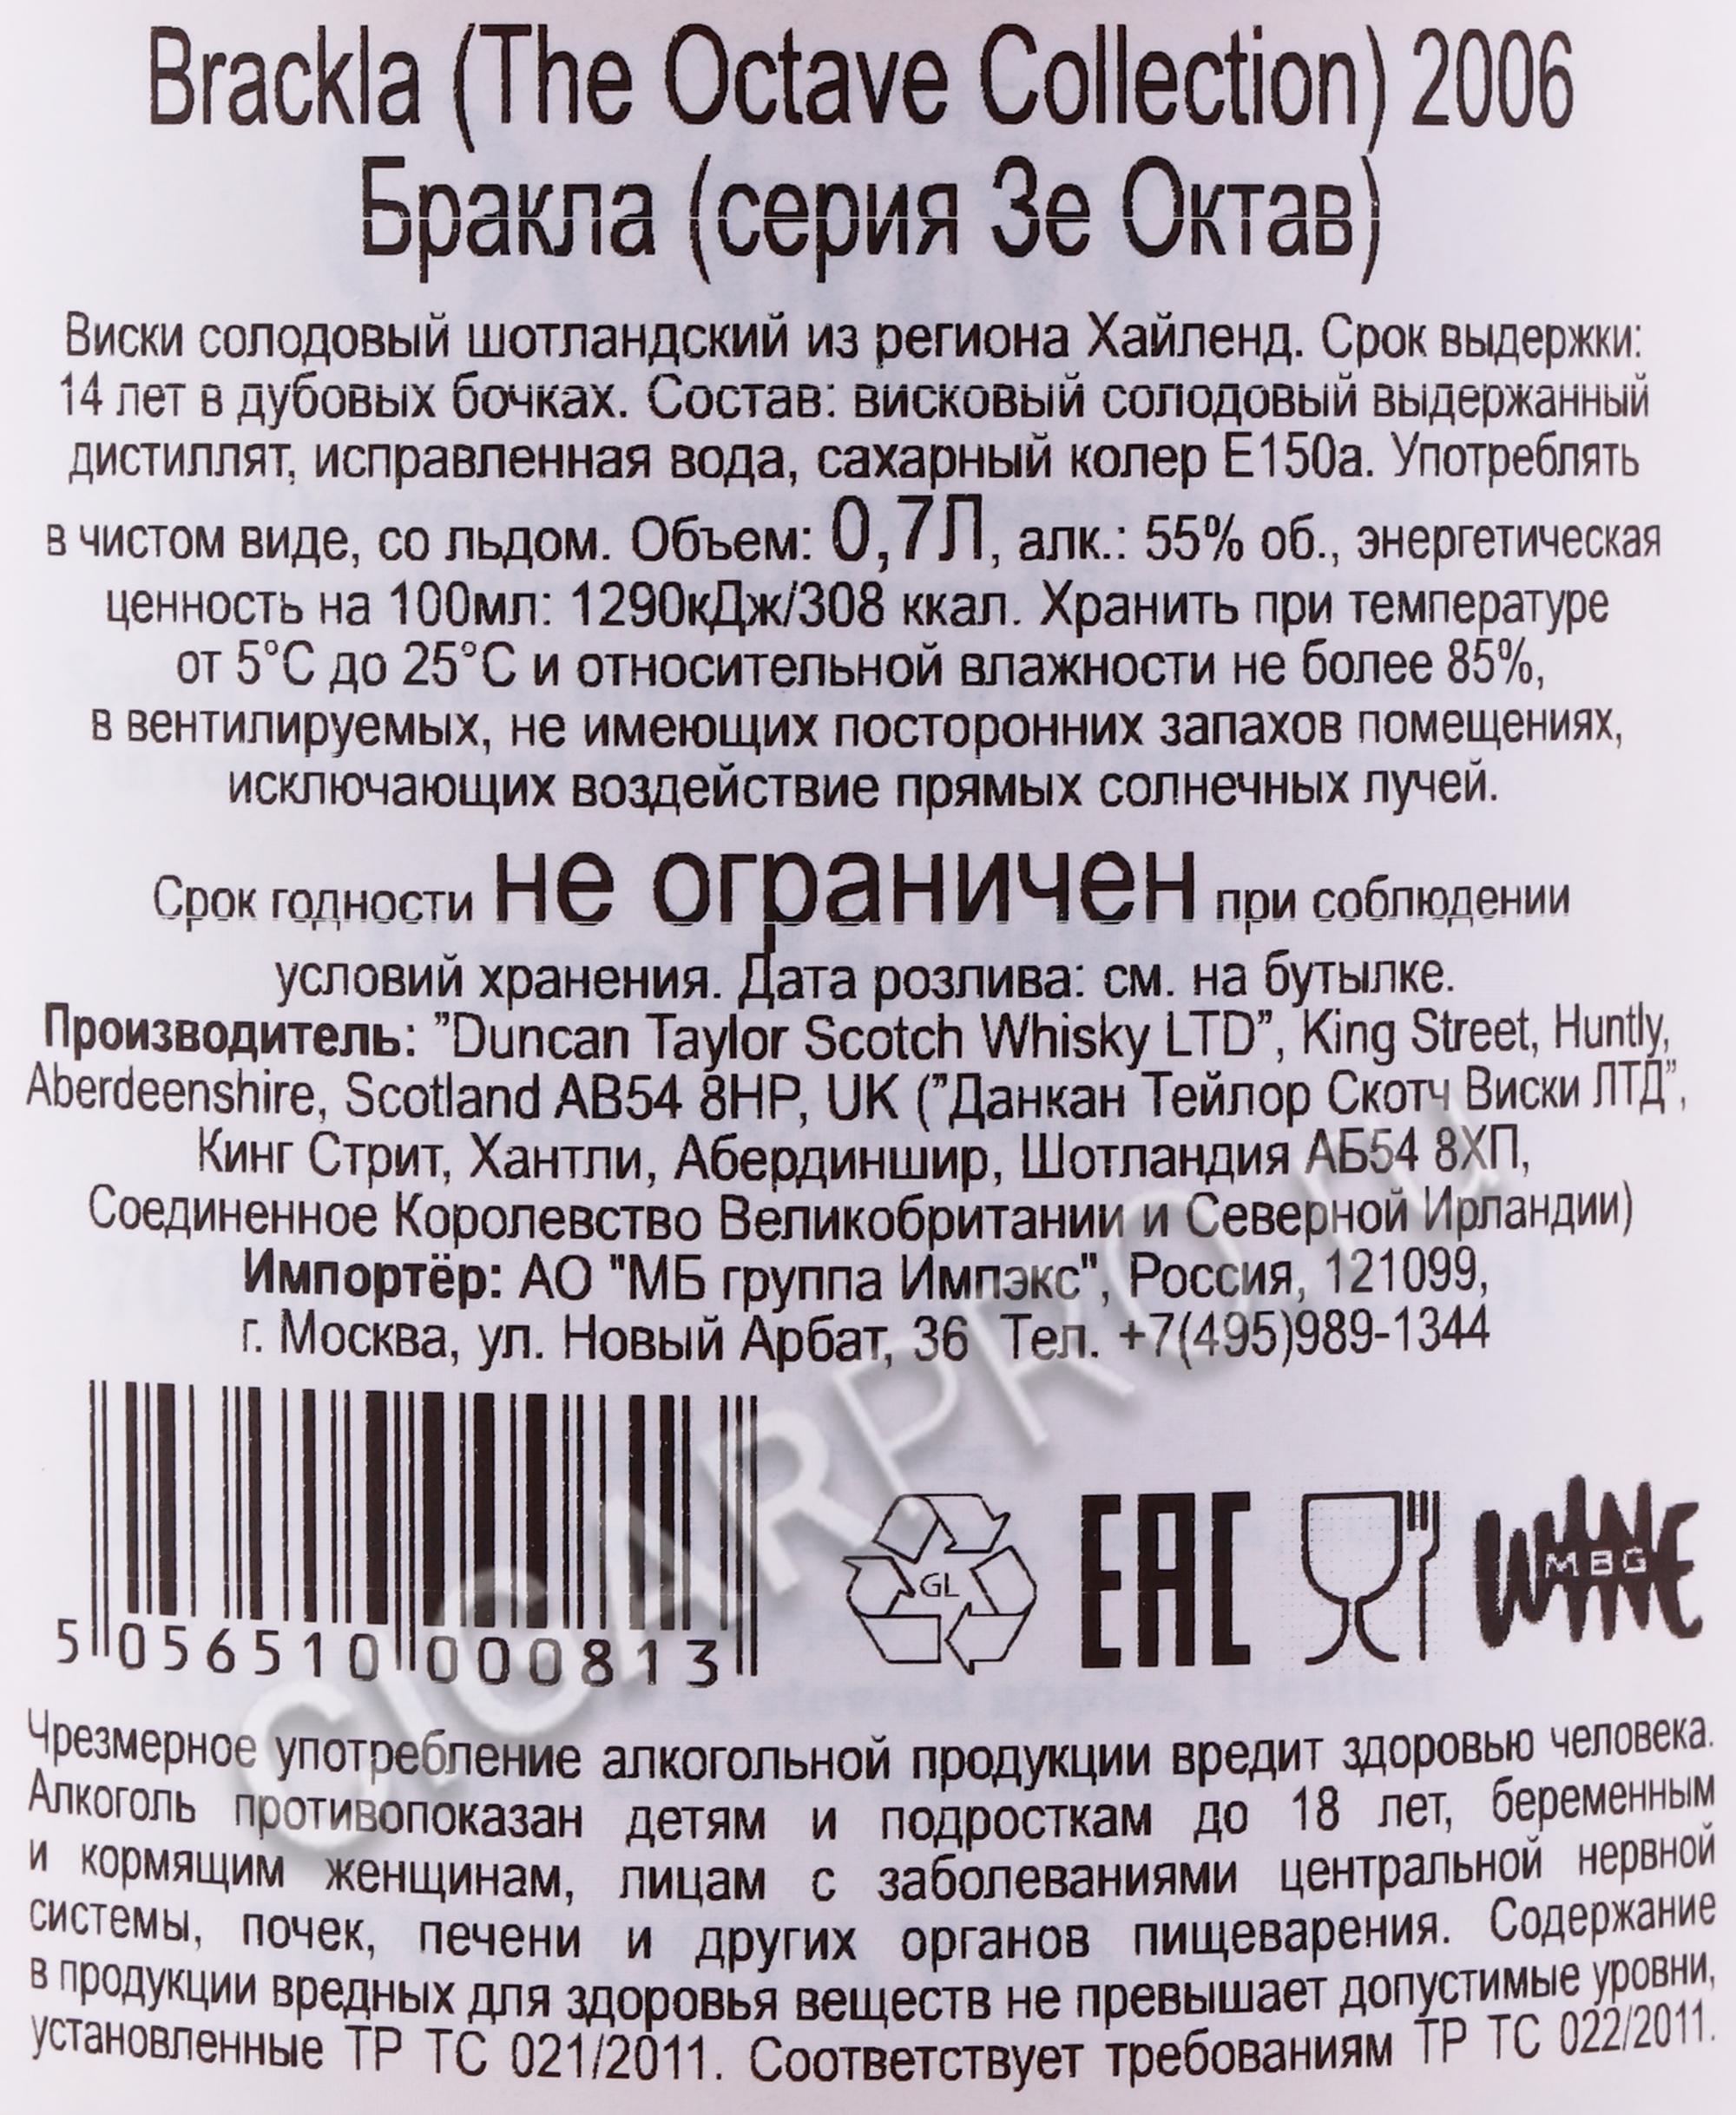 Brackla (The Octave Collection) 2006
Бракла (серия Зе Октав)
Виски солодовый шотландский из региона Хайленд. Срок выдержки:
14 лет в дубовых бочках. Состав: висковый солодовый выдержанный
дистиллят, исправленная вода, сахарный колер Е150а. Употреблять
в чистом виде, со льдом. Объем: 0,7Л, алк.: 55% об., энергетическая
ценность на 100мл: 1290кДж/308 ккал. Хранить при температуре
от 5°С до 25°С и относительной влажности не более 85%,
в вентилируемых, не имеющих посторонних запахов помещениях,
исключающих воздействие прямых солнечных лучей.
Срок годности не ограничен при соблюдении
условий хранения. Дата розлива: см. на бутылке.
Производитель: ”Duncan Taylor Scotch Whisky LTD”, King Street, Huntly,
Aberdeenshire, Scotland AB54 8HP, UK (”Данкан Тейлор Скотч Виски ЛТД”,
Кинг Стрит, Хантли, Абердиншир, Шотландия АБ54 8ХП,
Соединенное Королевство Великобритании и Северной Ирландии)
Импортёр: АО "МБ группа Импэкс", Россия, 121099,
г. Москва, ул. Новый Арбат, 36 Тел. +7(495)989-1344
CIGARPRO.ru
5 056510 000813
GL
EAC
WINE
MBG
Чрезмерное употребление алкогольной продукции вредит здоровью человека.
Алкоголь противопоказан детям и подросткам до 18 лет, беременным
и кормящим женщинам, лицам с заболеваниями центральной нервной
системы, почек, печени и других органов пищеварения. Содержание
в продукции вредных для здоровья веществ не превышает допустимые уровни,
установленные ТР ТС 021/2011. Соответствует требованиям ТР ТС 022/2011.